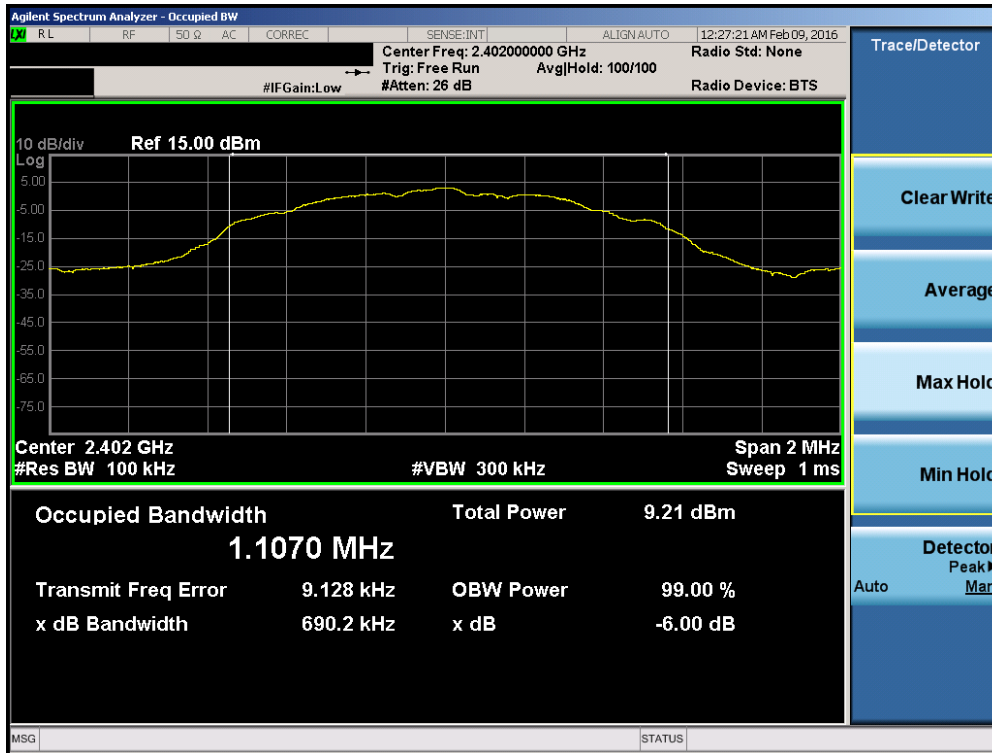 Agilent Spectrum Analyzer - Occupied BW
LXI RL RF 50 Ω AC CORREC SENSE:INT ALIGN AUTO 12:27:21 AM Feb 09, 2016
Center Freq: 2.402000000 GHz Radio Std: None
Trig: Free Run Avg|Hold: 100/100
#IFGain:Low #Atten: 26 dB Radio Device: BTS
Trace/Detector
10 dB/div Ref 15.00 dBm
Log
5.00
-5.00
-15.0
-25.0
-35.0
-45.0
-55.0
-65.0
-75.0
Center 2.402 GHz Span 2 MHz
#Res BW 100 kHz #VBW 300 kHz Sweep 1 ms
Occupied Bandwidth Total Power 9.21 dBm
1.1070 MHz
Transmit Freq Error 9.128 kHz OBW Power 99.00 %
x dB Bandwidth 690.2 kHz x dB -6.00 dB
Clear Write
Average
Max Hold
Min Hold
Detector
Peak
Auto Man
MSG STATUS